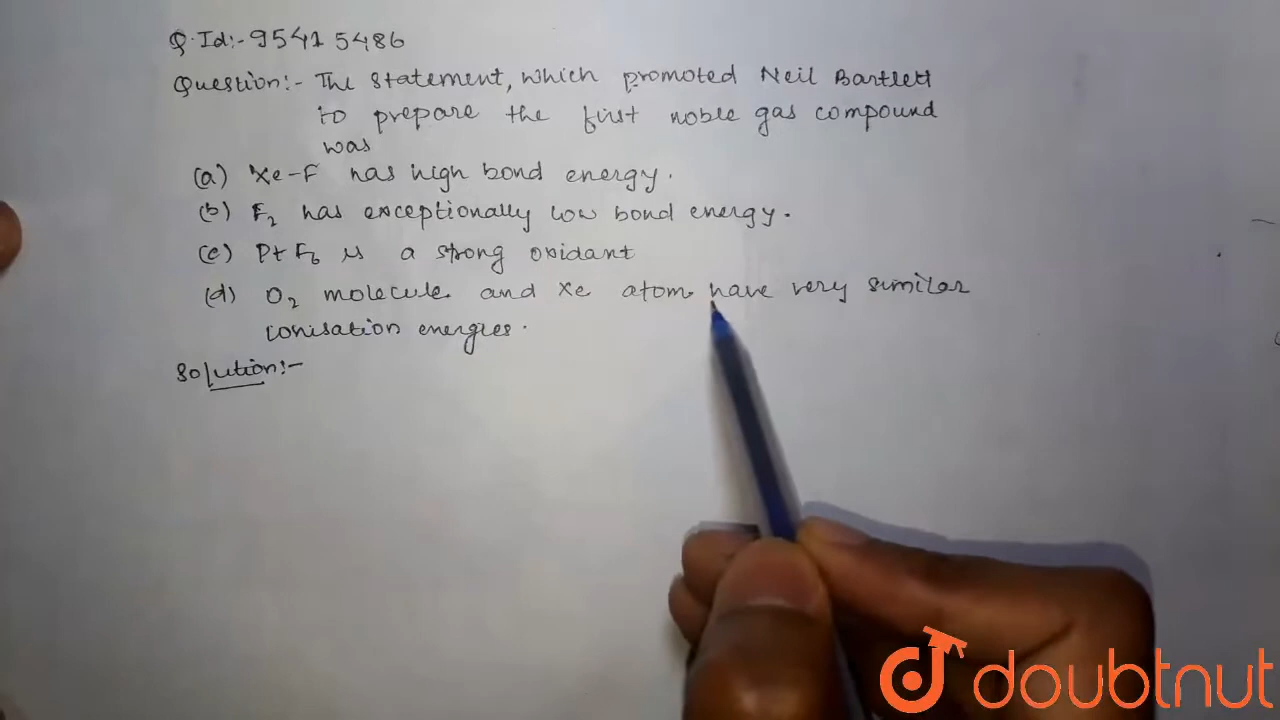 Q.Id:- 95415486
Question:- The statement, which promoted Neil Bartlett
to prepare the first noble gas compound
was
(a) Xe-F has high bond energy.
(b) F2 has exceptionally low bond energy.
(c) PtF6 is a strong oxidant
(d) O2 molecule and Xe atom have very similar
ionisation energies.
Solution:-
doubtnut